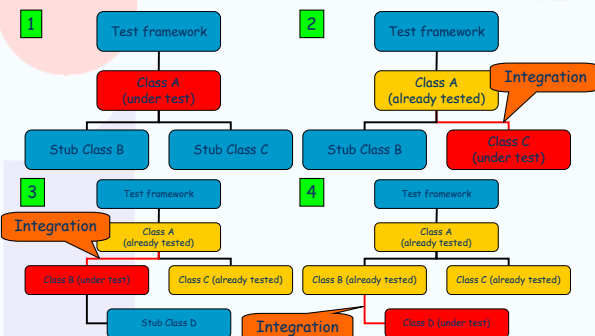 1
Test framework
Class A
(under test)
Stub Class B
Stub Class C
2
Test framework
Class A
(already tested)
Integration
Stub Class B
Class C
(under test)
3
Test framework
Integration
Class A
(already tested)
Class B (under test)
Class C (already tested)
Stub Class D
4
Test framework
Class A
(already tested)
Class B (already tested)
Class C (already tested)
Integration
Class D (under test)